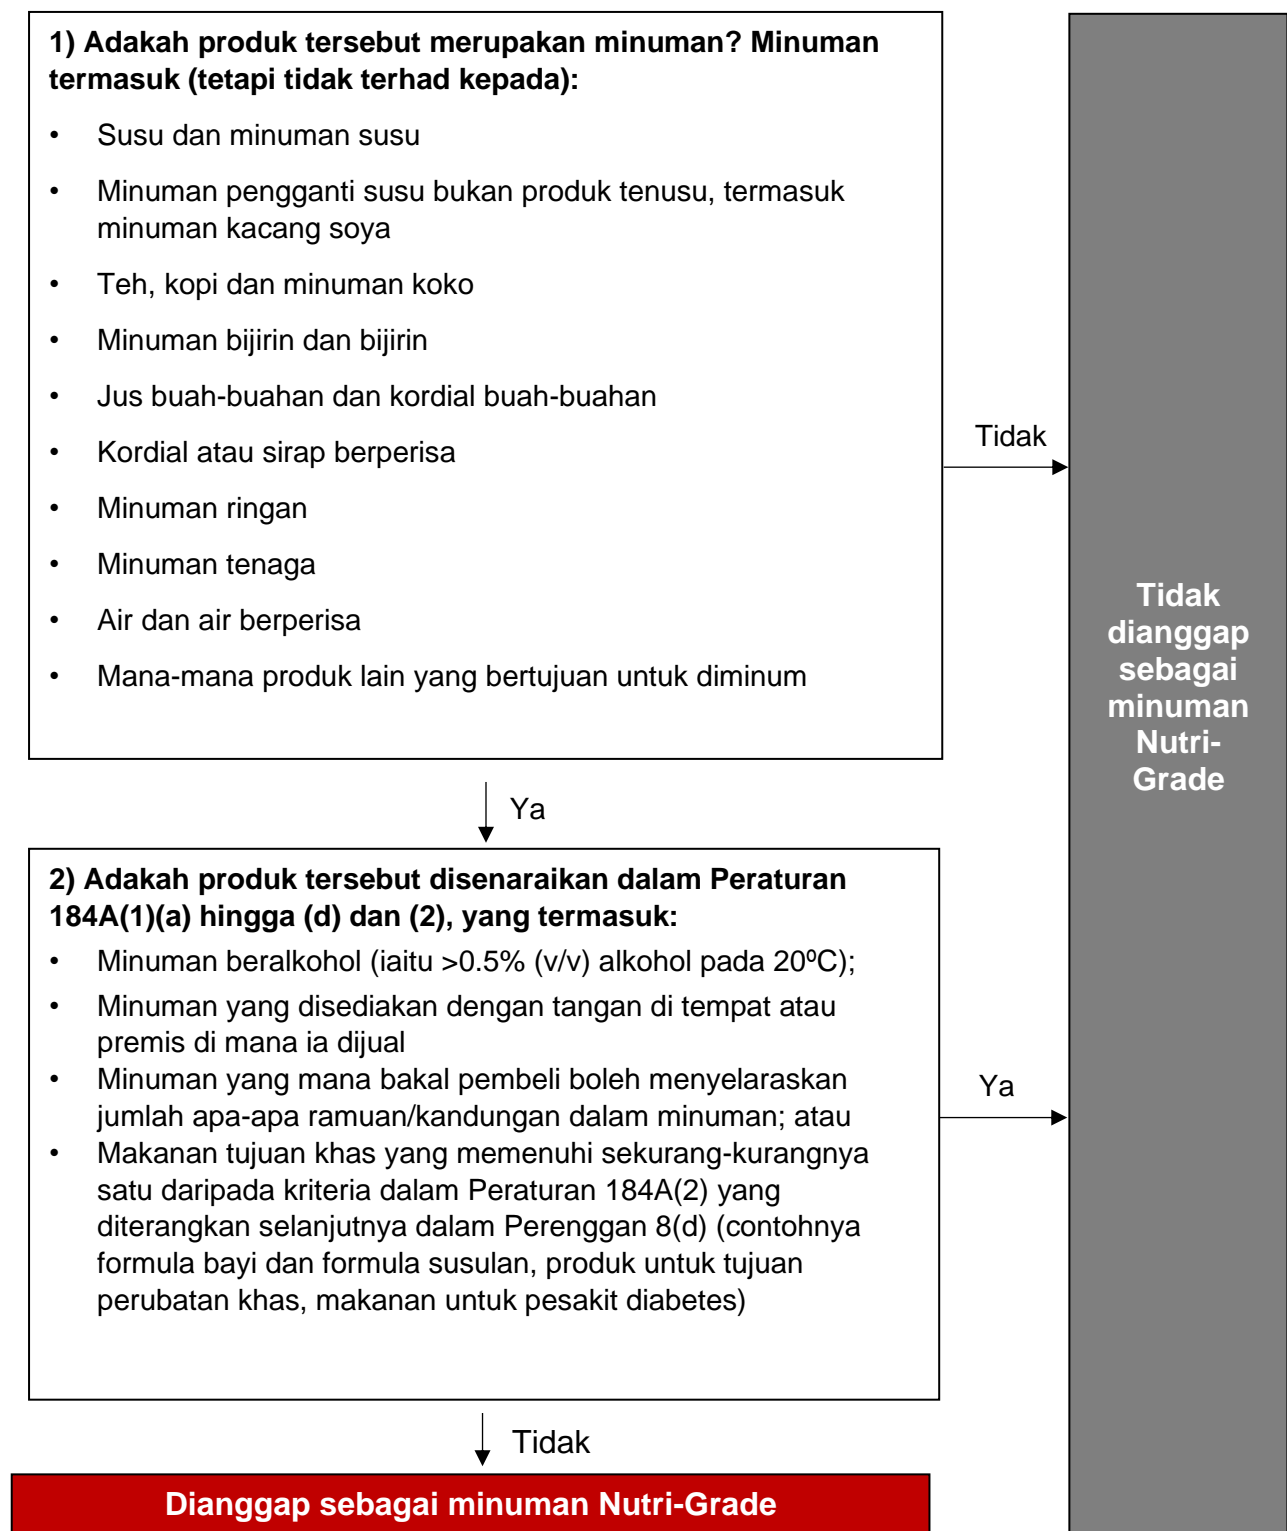 1) Adakah produk tersebut merupakan minuman? Minuman
termasuk (tetapi tidak terhad kepada):
• Susu dan minuman susu
• Minuman pengganti susu bukan produk tenusu, termasuk
minuman kacang soya
• Teh, kopi dan minuman koko
• Minuman bijirin dan bijirin
• Jus buah-buahan dan kordial buah-buahan
• Kordial atau sirap berperisa
• Minuman ringan
• Minuman tenaga
• Air dan air berperisa
• Mana-mana produk lain yang bertujuan untuk diminum
Tidak
Tidak
dianggap
sebagai
minuman
Nutri-
Grade
Ya
2) Adakah produk tersebut disenaraikan dalam Peraturan
184A(1)(a) hingga (d) dan (2), yang termasuk:
• Minuman beralkohol (iaitu >0.5% (v/v) alkohol pada 20ºC);
• Minuman yang disediakan dengan tangan di tempat atau
premis di mana ia dijual
• Minuman yang mana bakal pembeli boleh menyelaraskan
jumlah apa-apa ramuan/kandungan dalam minuman; atau
• Makanan tujuan khas yang memenuhi sekurang-kurangnya
satu daripada kriteria dalam Peraturan 184A(2) yang
diterangkan selanjutnya dalam Perenggan 8(d) (contohnya
formula bayi dan formula susulan, produk untuk tujuan
perubatan khas, makanan untuk pesakit diabetes)
Ya
Tidak
Dianggap sebagai minuman Nutri-Grade